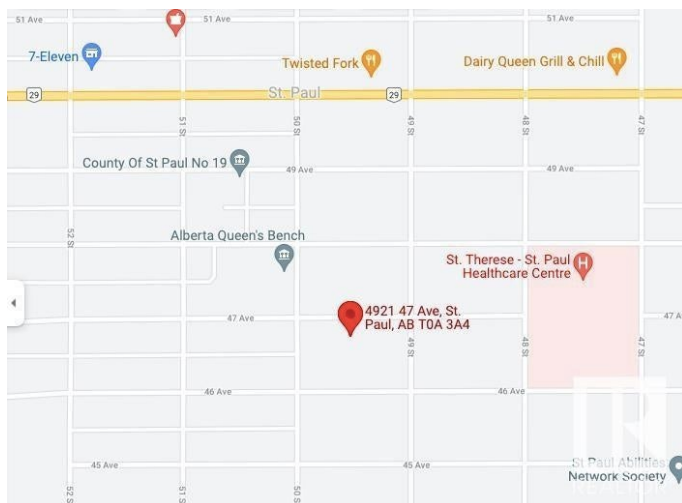 51 Ave
51 Ave
51 Ave
51 St
7-Eleven
Twisted Fork
Dairy Queen Grill & Chill
29
St. Paul
29
51 St
50 St
49 St
48 St
47 St
County Of St Paul No 19
49 Ave
49 Ave
52 St
Alberta Queen's Bench
St. Therese - St. Paul
Healthcare Centre
H
4921 47 Ave, St.
Paul, AB T0A 3A4
47 Ave
47 Ave
49 St
48 St
47 St
46 Ave
46 Ave
45 Ave
45 Ave
St Paul Abilities
Network Society
52 St
51 St
50 St